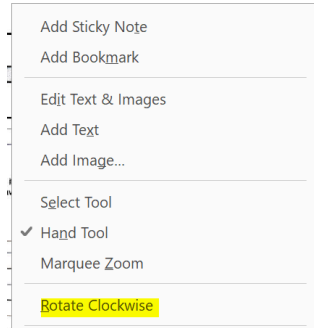 Add Sticky Note
Add Bookmark
Edit Text & Images
Add Text
Add Image...
Select Tool
Hand Tool
Marquee Zoom
Rotate Clockwise